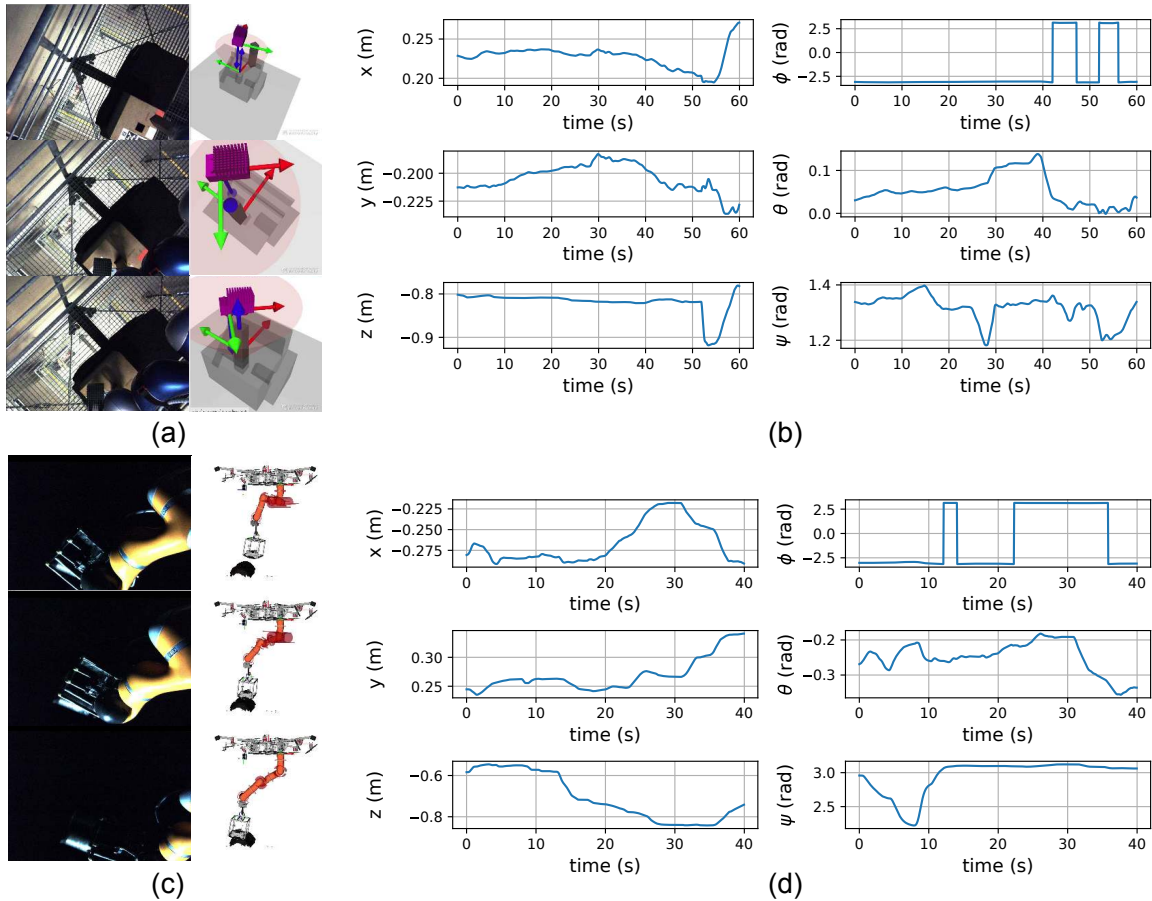 x (m)
0.25
0.20
0 10 20 30 40 50 60
time (s)
ϕ (rad)
2.5
0.0
−2.5
0 10 20 30 40 50 60
time (s)
y (m)
−0.200
−0.225
0 10 20 30 40 50 60
time (s)
θ (rad)
0.1
0.0
0 10 20 30 40 50 60
time (s)
z (m)
−0.8
−0.9
0 10 20 30 40 50 60
time (s)
ψ (rad)
1.4
1.2
0 10 20 30 40 50 60
time (s)
(a)
(b)
x (m)
−0.225
−0.250
−0.275
0 10 20 30 40
time (s)
ϕ (rad)
2.5
0.0
−2.5
0 10 20 30 40
time (s)
y (m)
0.30
0.25
0 10 20 30 40
time (s)
θ (rad)
−0.2
−0.3
0 10 20 30 40
time (s)
z (m)
−0.6
−0.8
0 10 20 30 40
time (s)
ψ (rad)
3.0
2.5
0 10 20 30 40
time (s)
(c)
(d)